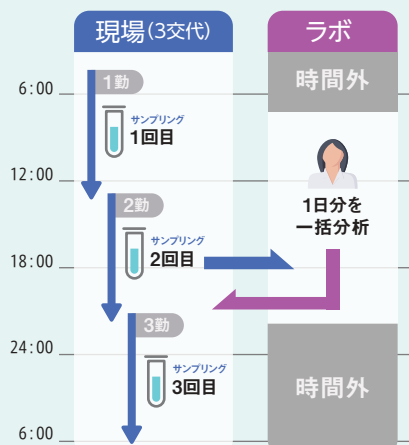 現場(3交代)
ラボ
時間外
1勤
6:00
サンプリング
1回目
12:00
2勤
1日分を
一括分析
サンプリング
2回目
18:00
3勤
24:00
サンプリング
3回目
時間外
6:00